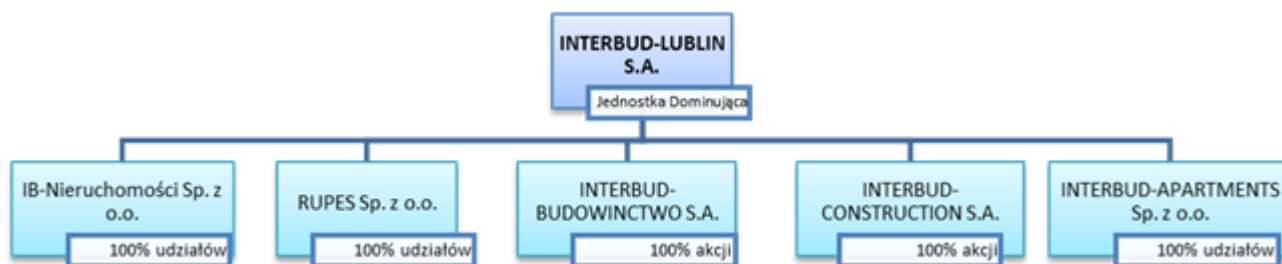 INTERBUD-LUBLIN
S.A.
Jednostka Dominująca
IB-Nieruchomości Sp. z
o.o.
100% udziałów
RUPES Sp. z o.o.
100% udziałów
INTERBUD-
BUDOWINCTWO S.A.
100% akcji
INTERBUD-
CONSTRUCTION S.A.
100% akcji
INTERBUD-APARTMENTS
Sp. z o.o.
100% udziałów